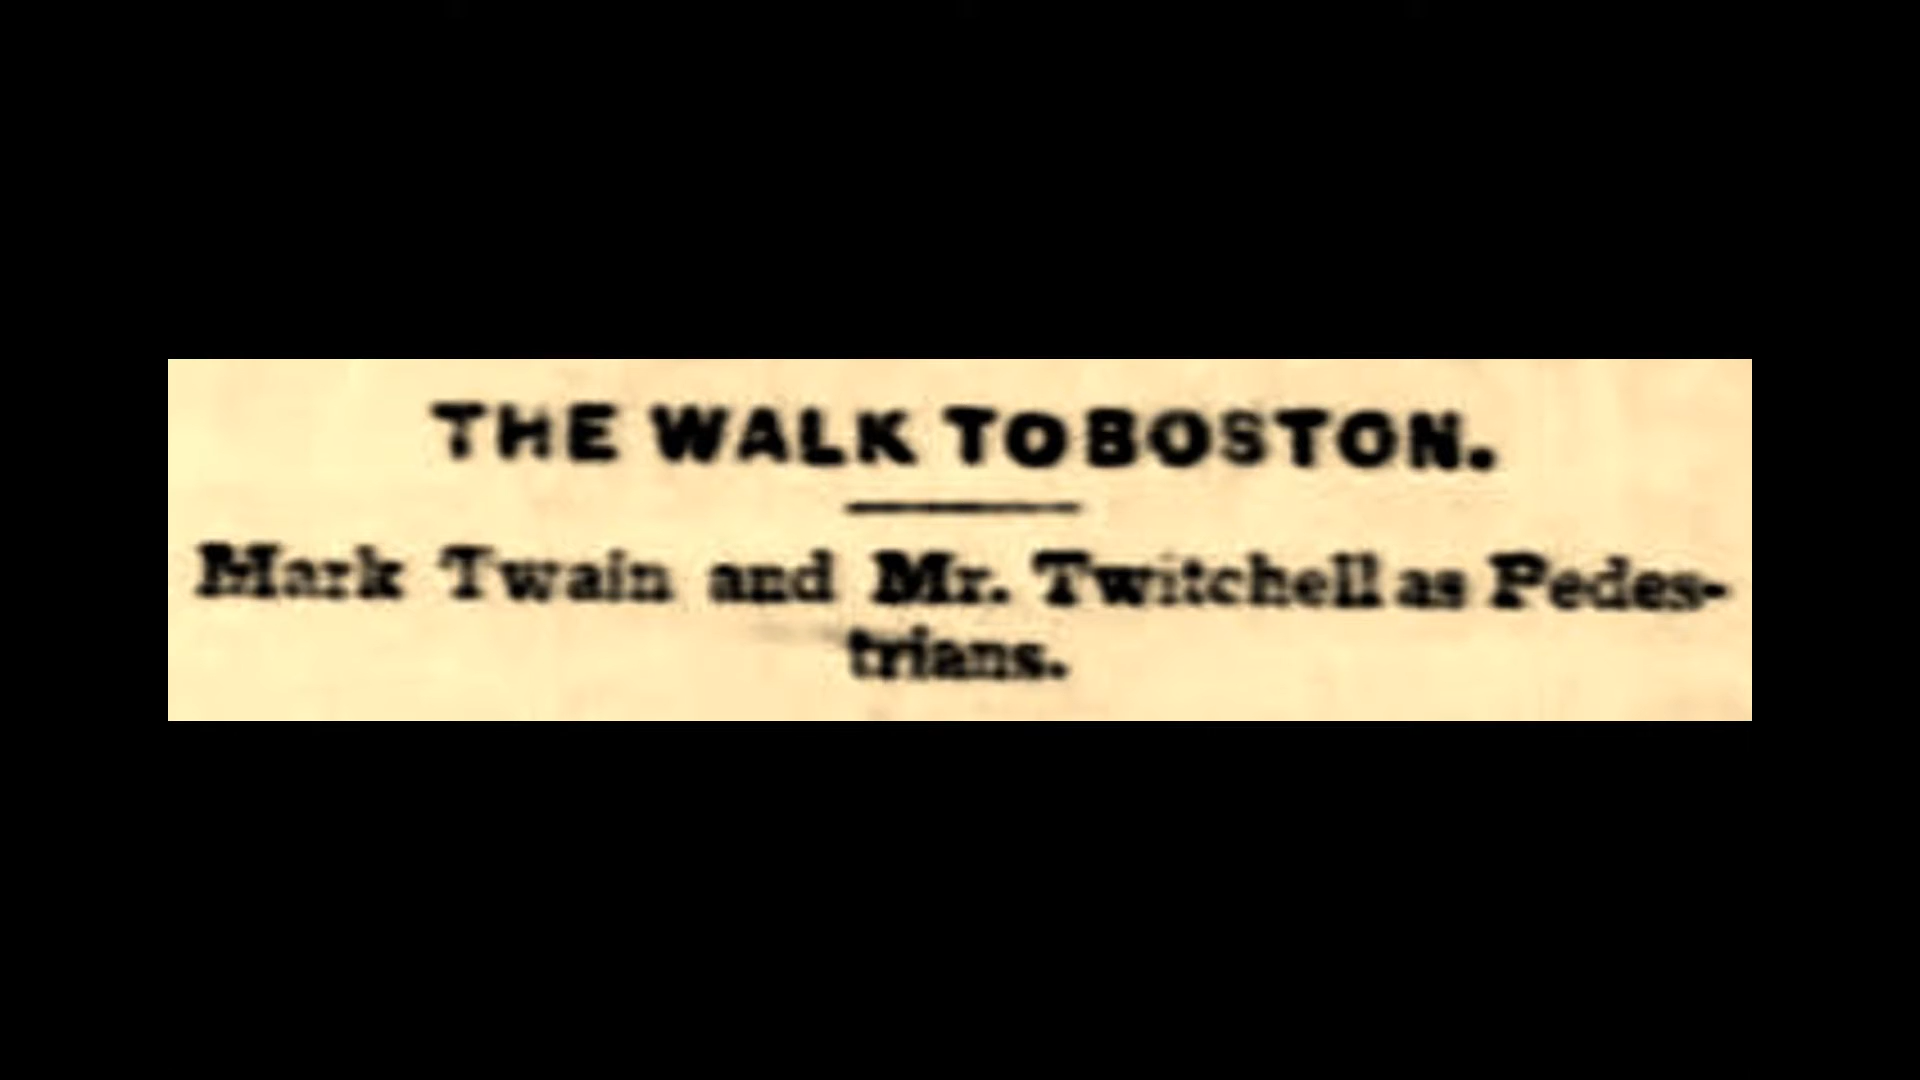 THE WALK TO BOSTON.
Mark Twain and Mr. Twitchell as Pedes-
trians.